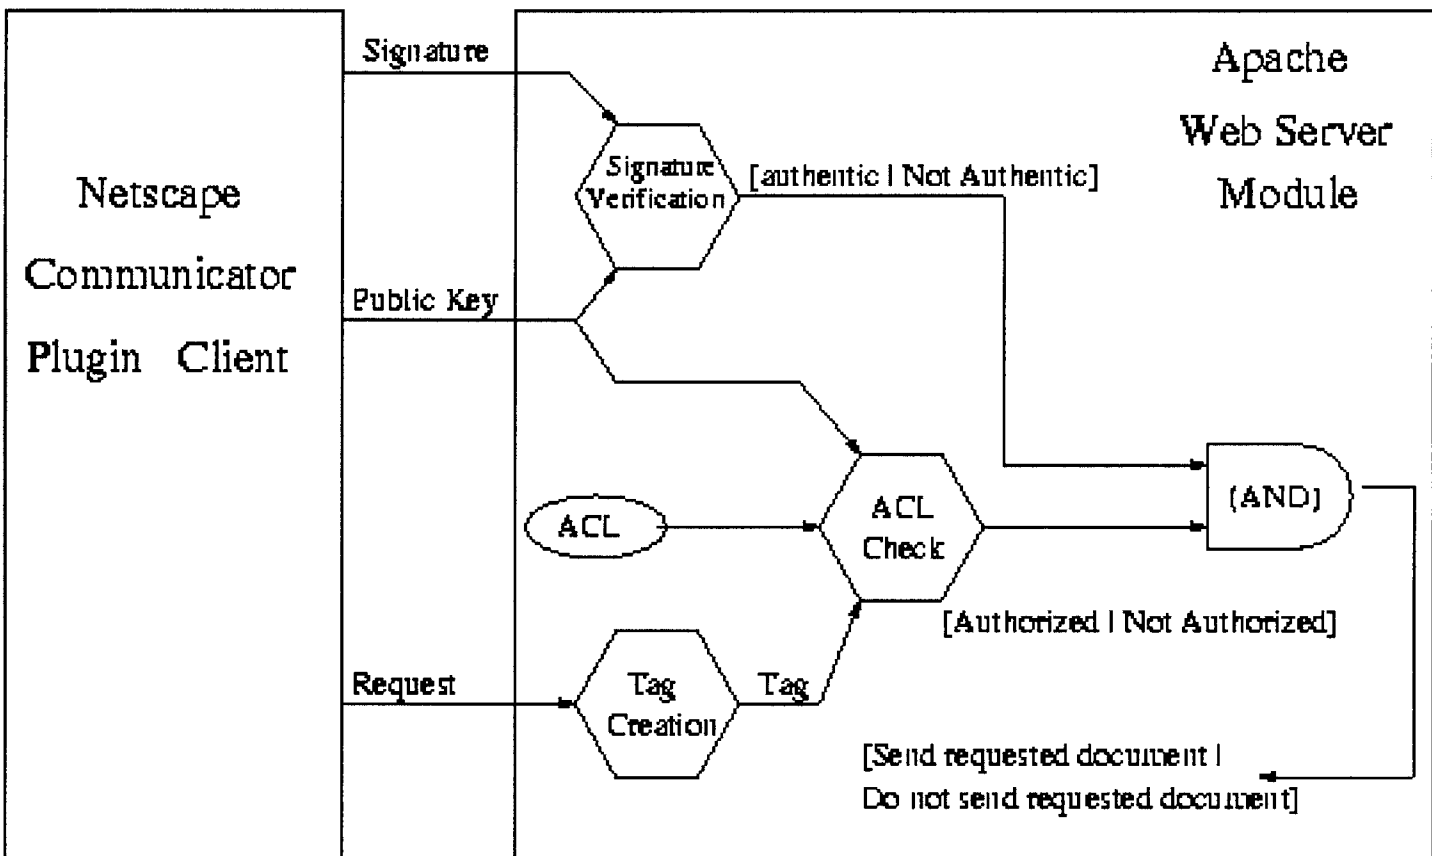 Netscape
Communicator
Plugin Client
Signature
Public Key
Request
Apache
Web Server
Module
Signature
Verification
[authentic | Not Authentic]
ACL
ACL
Check
[Authorized | Not Authorized]
(AND)
Tag
Creation
Tag
[Send requested document |
Do not send requested document]